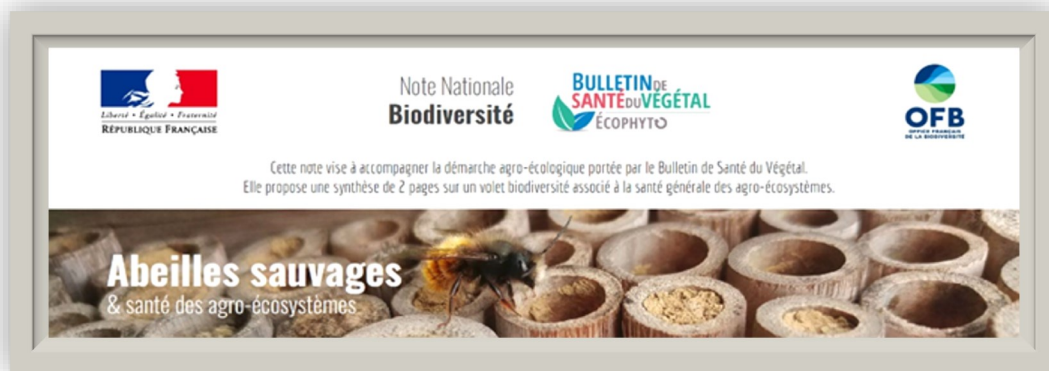 Liberté • Égalité • Fraternité
RÉPUBLIQUE FRANÇAISE
Note Nationale
Biodiversité
BULLETIN DE
SANTÉ DU VÉGÉTAL
ÉCOPHYTO
OFB
OFFICE FRANÇAIS
DE LA BIODIVERSITÉ
Cette note vise à accompagner la démarche agro-écologique portée par le Bulletin de Santé du Végétal.
Elle propose une synthèse de 2 pages sur un volet biodiversité associé à la santé générale des agro-écosystèmes.
Abeilles sauvages
& santé des agro-écosystèmes